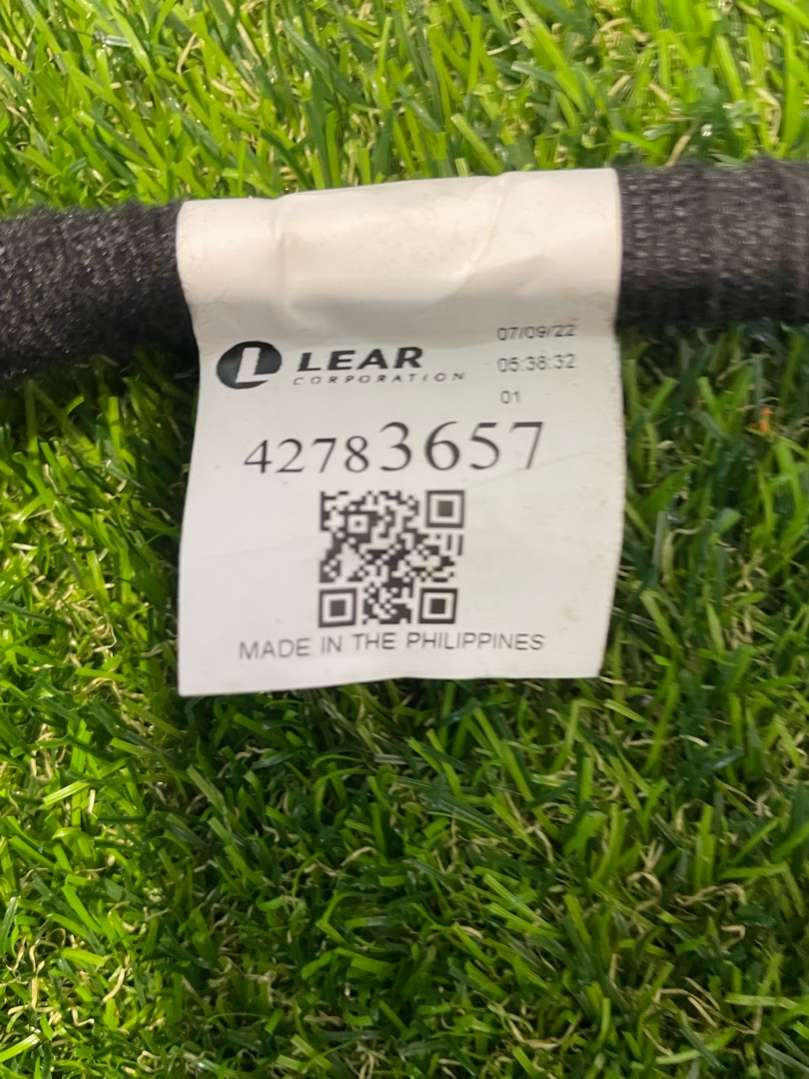 LEAR
CORPORATION
07/09/22
05:38:32
01
42783657
MADE IN THE PHILIPPINES